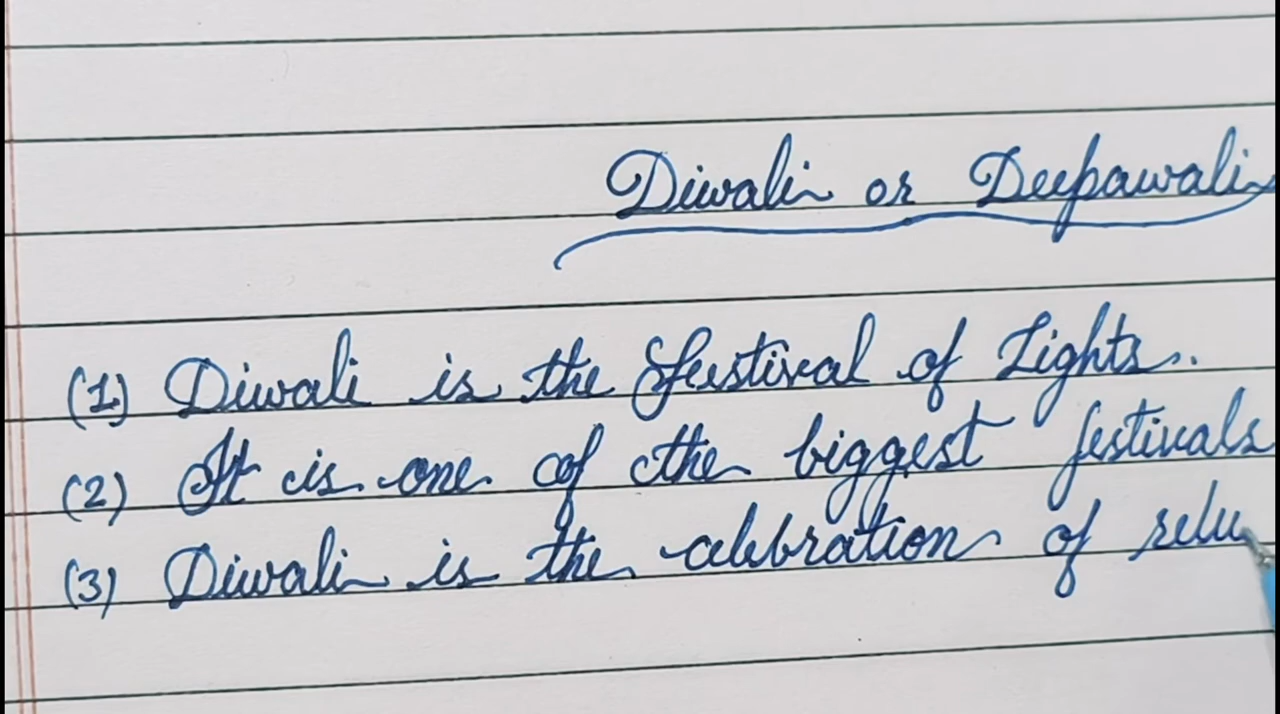 Diwali or Deepawali
(1) Diwali is the festival of Lights..
(2) It is one of the biggest festivals
(3) Diwali is the celebration of